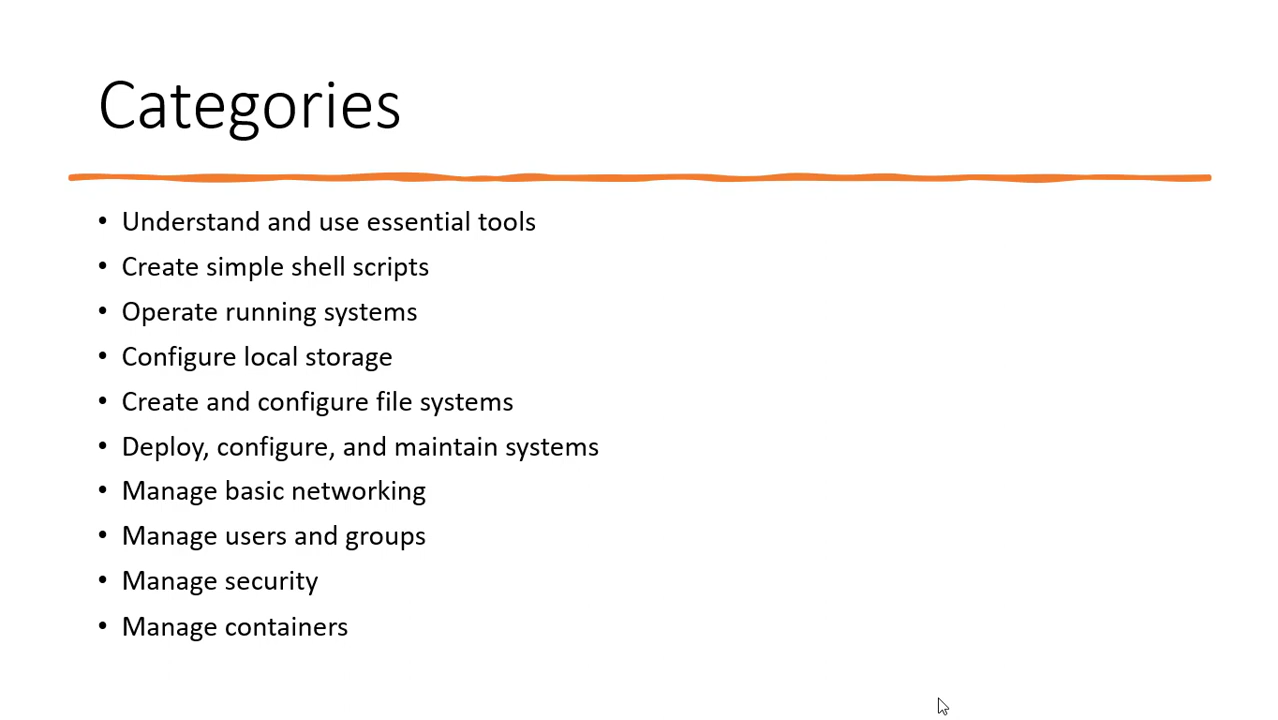 Categories
• Understand and use essential tools
• Create simple shell scripts
• Operate running systems
• Configure local storage
• Create and configure file systems
• Deploy, configure, and maintain systems
• Manage basic networking
• Manage users and groups
• Manage security
• Manage containers